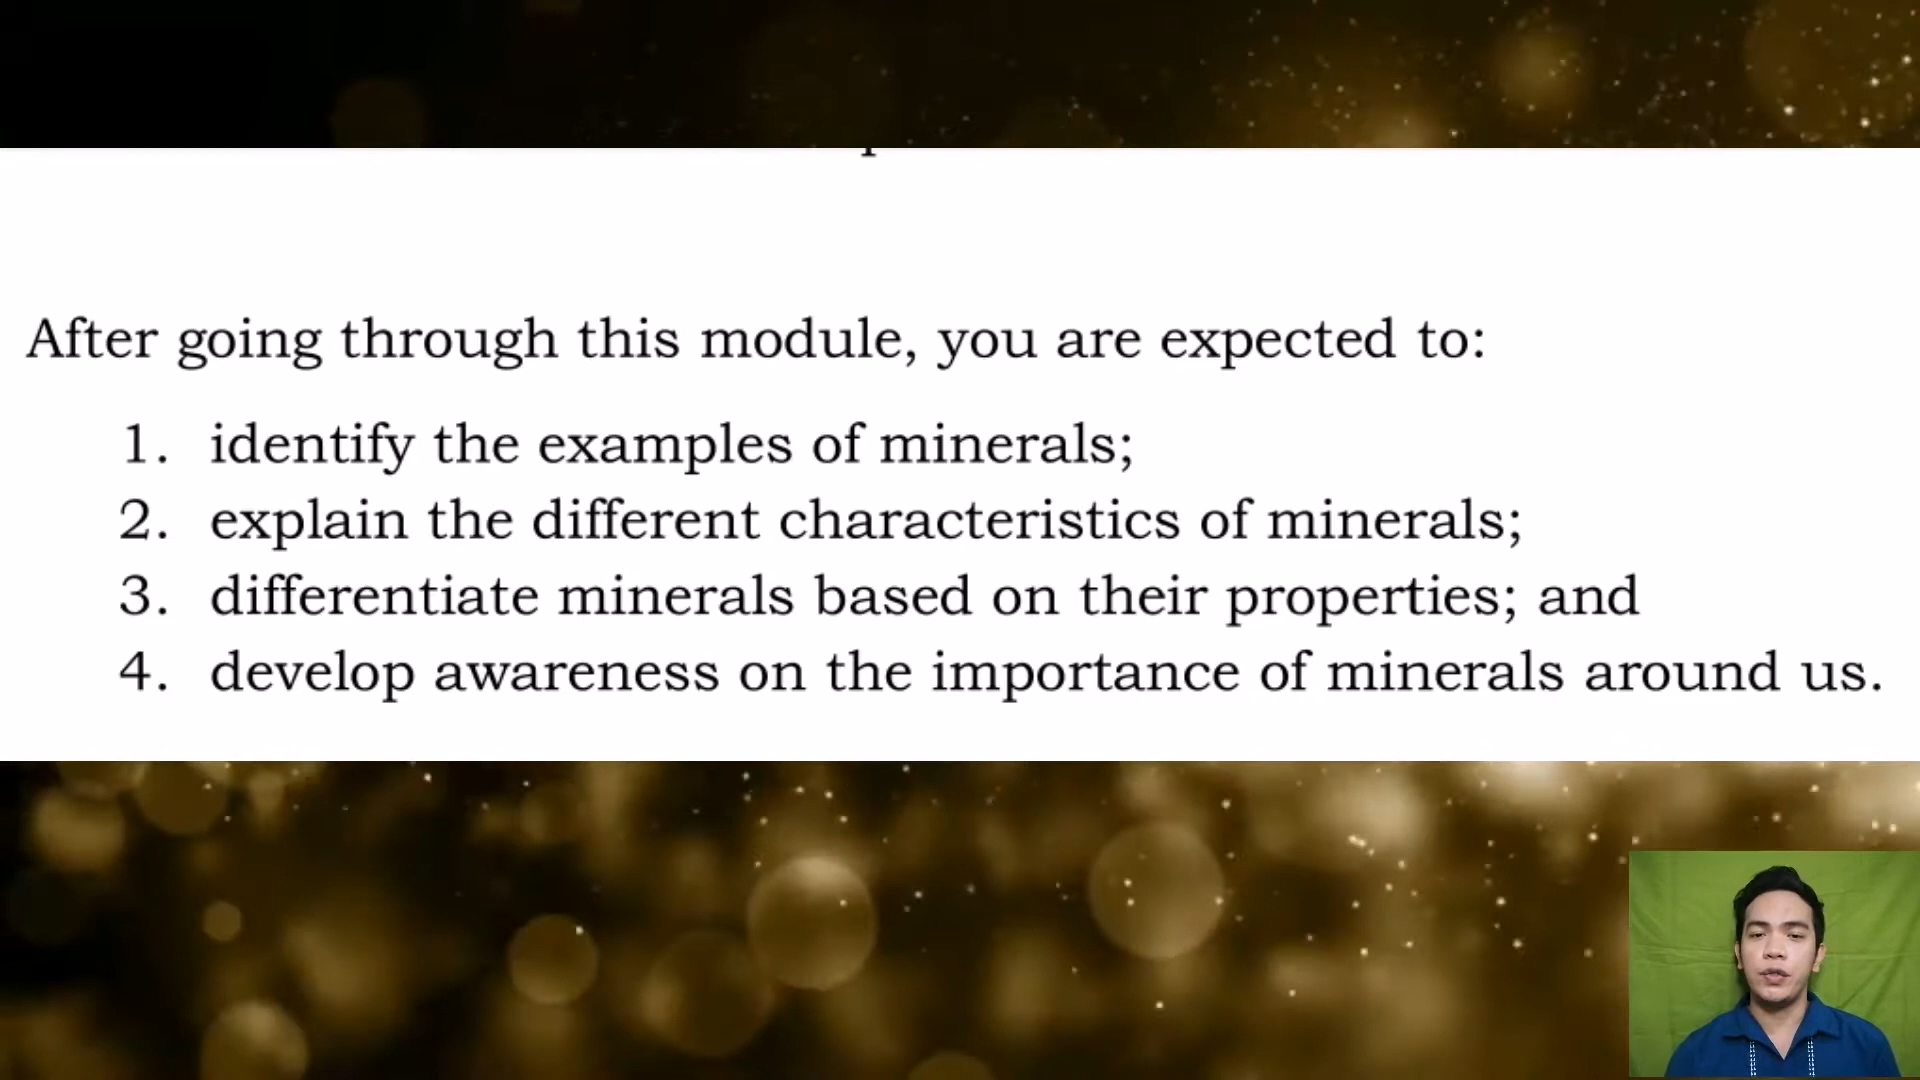 After going through this module, you are expected to:
1. identify the examples of minerals;
2. explain the different characteristics of minerals;
3. differentiate minerals based on their properties; and
4. develop awareness on the importance of minerals around us.